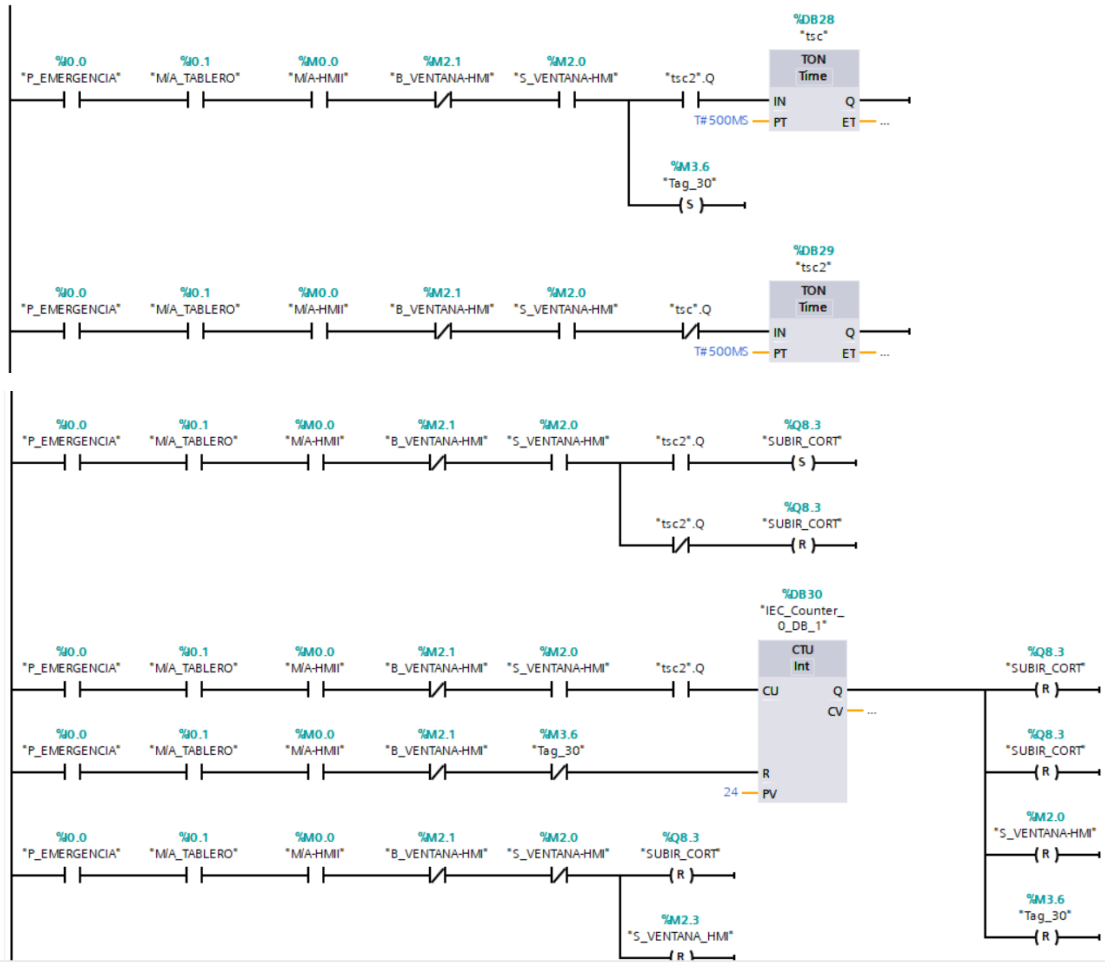 %DB28
"tsc"
%I0.0 %I0.1 %M0.0 %M2.1 %M2.0 TON
"P_EMERGENCIA" "M/A_TABLERO" "M/A-HMII" "B_VENTANA-HMI" "S_VENTANA-HMI" "tsc2".Q Time
IN Q
T#500MS PT ET ...
%M3.6
"Tag_30"
S
%DB29
"tsc2"
%I0.0 %I0.1 %M0.0 %M2.1 %M2.0 TON
"P_EMERGENCIA" "M/A_TABLERO" "M/A-HMII" "B_VENTANA-HMI" "S_VENTANA-HMI" "tsc".Q Time
IN Q
T#500MS PT ET ...
%I0.0 %I0.1 %M0.0 %M2.1 %M2.0 %Q8.3
"P_EMERGENCIA" "M/A_TABLERO" "M/A-HMII" "B_VENTANA-HMI" "S_VENTANA-HMI" "tsc2".Q "SUBIR_CORT"
S
%Q8.3
"tsc2".Q "SUBIR_CORT"
R
%DB30
"IEC_Counter_
0_DB_1"
%I0.0 %I0.1 %M0.0 %M2.1 %M2.0 CTU %Q8.3
"P_EMERGENCIA" "M/A_TABLERO" "M/A-HMII" "B_VENTANA-HMI" "S_VENTANA-HMI" "tsc2".Q Int "SUBIR_CORT"
CU Q R
CV ...
%I0.0 %I0.1 %M0.0 %M2.1 %M3.6 %Q8.3
"P_EMERGENCIA" "M/A_TABLERO" "M/A-HMII" "B_VENTANA-HMI" "Tag_30" "SUBIR_CORT"
R R
24 PV
%M2.0
"S_VENTANA-HMI"
R
%I0.0 %I0.1 %M0.0 %M2.1 %M2.0 %Q8.3
"P_EMERGENCIA" "M/A_TABLERO" "M/A-HMII" "B_VENTANA-HMI" "S_VENTANA-HMI" "SUBIR_CORT"
R
%M3.6
"Tag_30"
R
%M2.3
"S_VENTANA_HMI"
R